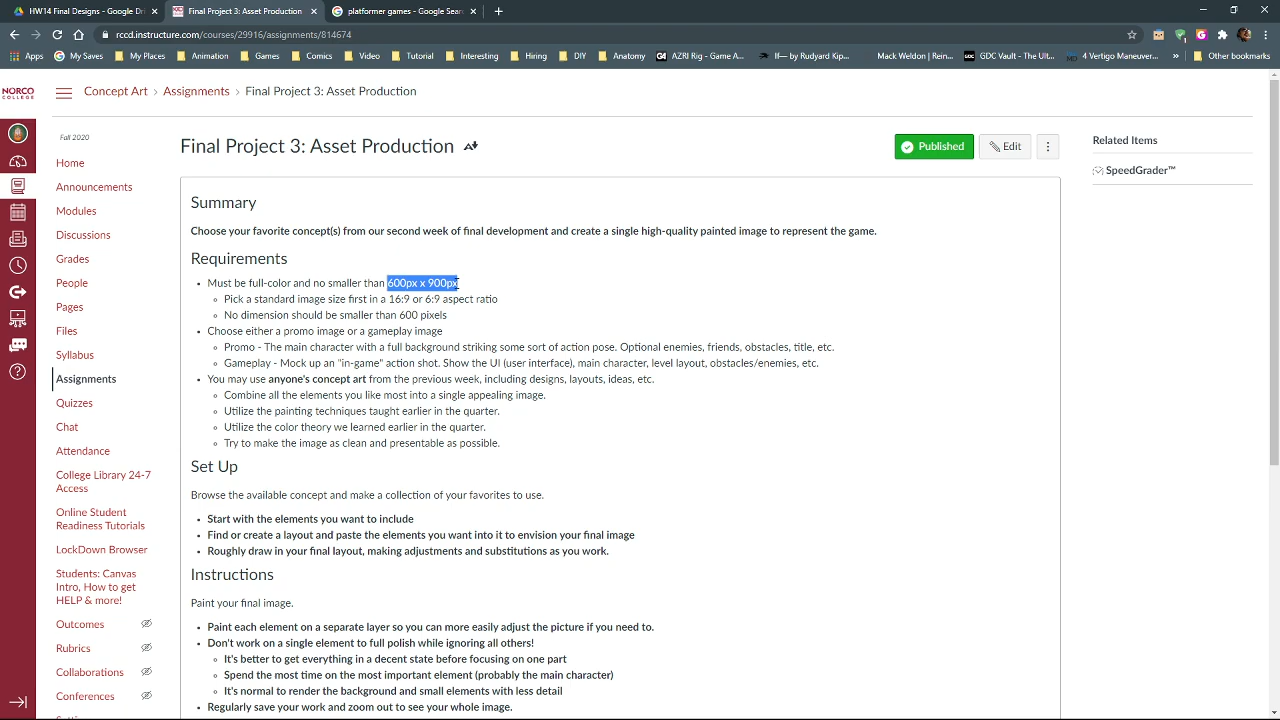 HW14 Final Design - Google Dri
Final Project 3: Asset Production
platformer games - Google Sear
rccd.instructure.com/courses/29916/assignments/814674
Apps
My Saves
My Places
Animation
Games
Comics
Video
Tutorial
Interesting
Hiring
DIY
Anatomy
AZRI Rig - Game A...
If— by Rudyard Kip...
Mack Weldon | Rein...
GDC Vault - The Ult...
4 Vertigo Maneuver...
Other bookmarks
NORCO
COLLEGE
Concept Art › Assignments › Final Project 3: Asset Production
Fall 2020
Home
Announcements
Modules
Discussions
Grades
People
Pages
Files
Syllabus
Assignments
Quizzes
Chat
Attendance
College Library 24-7
Access
Online Student
Readiness Tutorials
LockDown Browser
Students: Canvas
Intro, How to get
HELP & more!
Outcomes
Rubrics
Collaborations
Conferences
Final Project 3: Asset Production
Published
Edit
Related Items
SpeedGrader™
Summary
Choose your favorite concept(s) from our second week of final development and create a single high-quality painted image to represent the game.
Requirements
Must be full-color and no smaller than 600px x 900px
Pick a standard image size first in a 16:9 or 6:9 aspect ratio
No dimension should be smaller than 600 pixels
Choose either a promo image or a gameplay image
Promo - The main character with a full background striking some sort of action pose. Optional enemies, friends, obstacles, title, etc.
Gameplay - Mock up an "in-game" action shot. Show the UI (user interface), main character, level layout, obstacles/enemies, etc.
You may use anyone's concept art from the previous week, including designs, layouts, ideas, etc.
Combine all the elements you like most into a single appealing image.
Utilize the painting techniques taught earlier in the quarter.
Utilize the color theory we learned earlier in the quarter.
Try to make the image as clean and presentable as possible.
Set Up
Browse the available concept and make a collection of your favorites to use.
Start with the elements you want to include
Find or create a layout and paste the elements you want into it to envision your final image
Roughly draw in your final layout, making adjustments and substitutions as you work.
Instructions
Paint your final image.
Paint each element on a separate layer so you can more easily adjust the picture if you need to.
Don't work on a single element to full polish while ignoring all others!
It's better to get everything in a decent state before focusing on one part
Spend the most time on the most important element (probably the main character)
It's normal to render the background and small elements with less detail
Regularly save your work and zoom out to see your whole image.